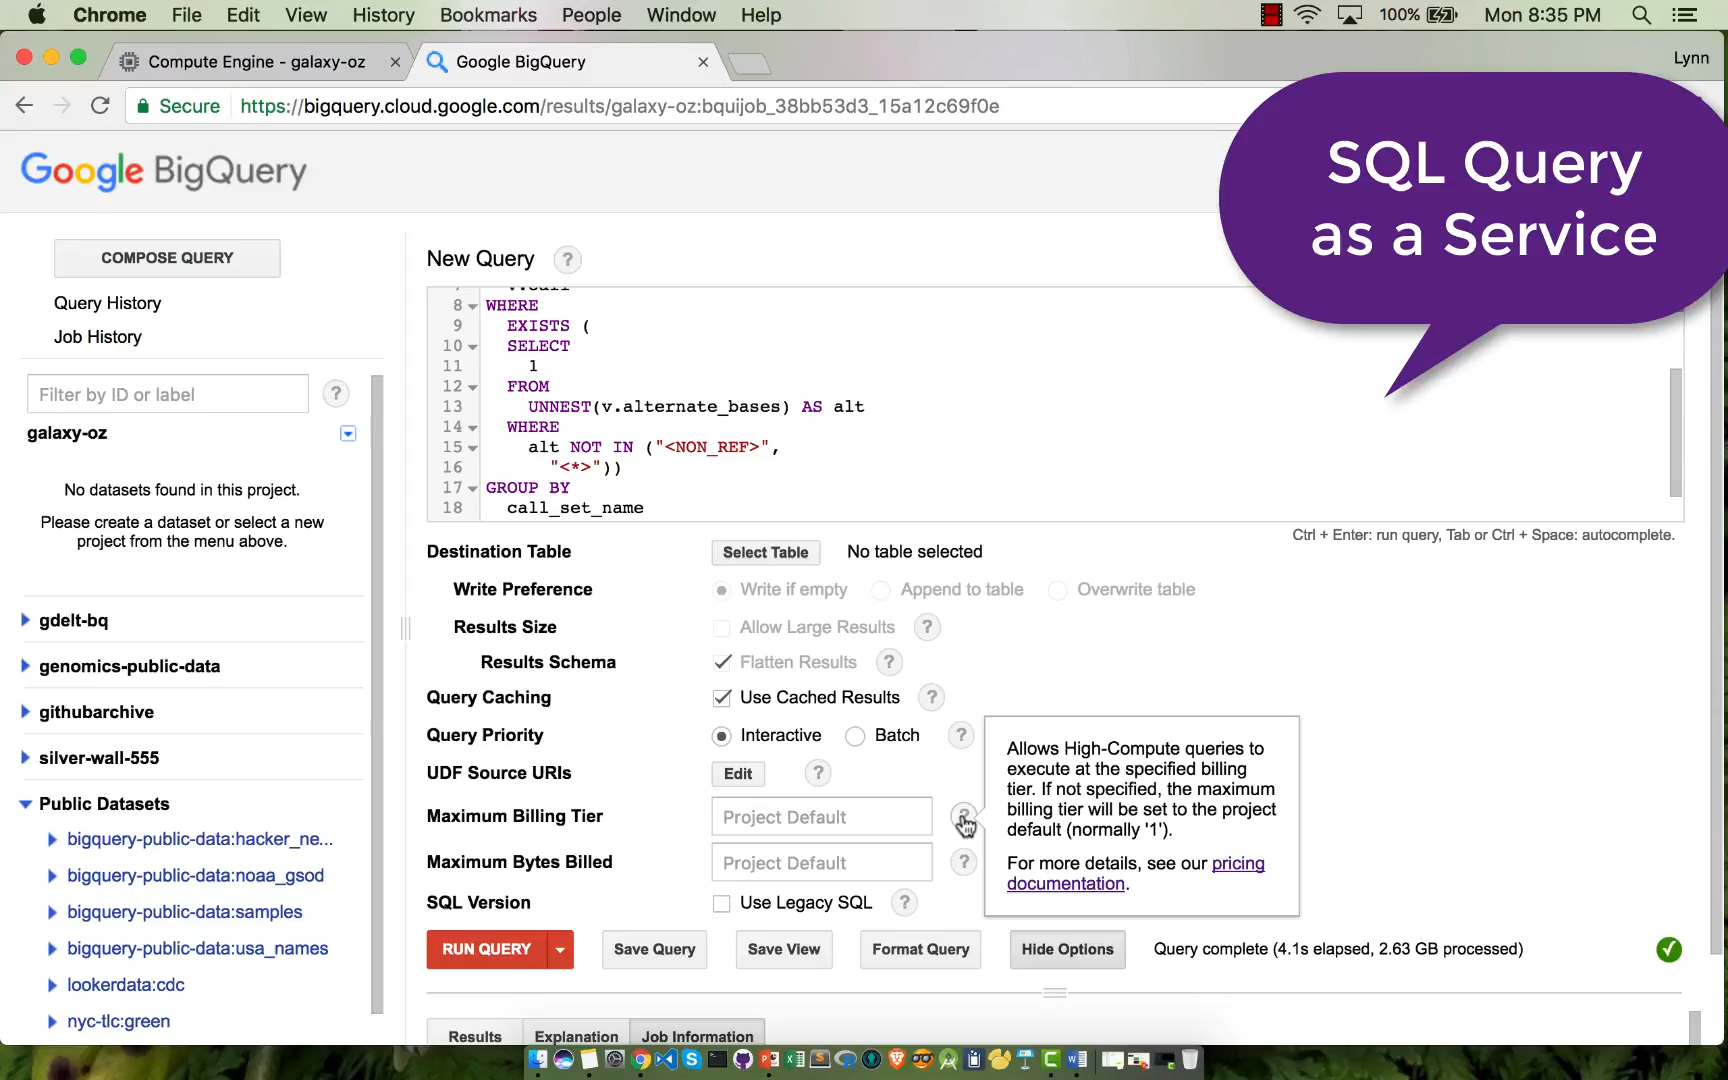 Chrome File Edit View History Bookmarks People Window Help 100% Mon 8:35 PM
Compute Engine - galaxy-oz Google BigQuery Lynn
Secure https://bigquery.cloud.google.com/results/galaxy-oz:bquijob_38bb53d3_15a12c69f0e
SQL Query
as a Service
Google BigQuery
COMPOSE QUERY
Query History
Job History
Filter by ID or label ?
galaxy-oz
No datasets found in this project.
Please create a dataset or select a new
project from the menu above.
gdelt-bq
genomics-public-data
githubarchive
silver-wall-555
Public Datasets
bigquery-public-data:hacker_ne...
bigquery-public-data:noaa_gsod
bigquery-public-data:samples
bigquery-public-data:usa_names
lookerdata:cdc
nyc-tlc:green
New Query ?
7 v.call
8 WHERE
9 EXISTS (
10 SELECT
11 1
12 FROM
13 UNNEST(v.alternate_bases) AS alt
14 WHERE
15 alt NOT IN ("<NON_REF>",
16 "<*>"))
17 GROUP BY
18 call_set_name
Ctrl + Enter: run query, Tab or Ctrl + Space: autocomplete.
Destination Table Select Table No table selected
Write Preference Write if empty Append to table Overwrite table
Results Size Allow Large Results ?
Results Schema Flatten Results ?
Query Caching Use Cached Results ?
Query Priority Interactive Batch ?
UDF Source URIs Edit ?
Maximum Billing Tier Project Default ?
Maximum Bytes Billed Project Default ?
SQL Version Use Legacy SQL ?
Allows High-Compute queries to
execute at the specified billing
tier. If not specified, the maximum
billing tier will be set to the project
default (normally '1').
For more details, see our pricing
documentation.
RUN QUERY Save Query Save View Format Query Hide Options Query complete (4.1s elapsed, 2.63 GB processed)
Results Explanation Job Information